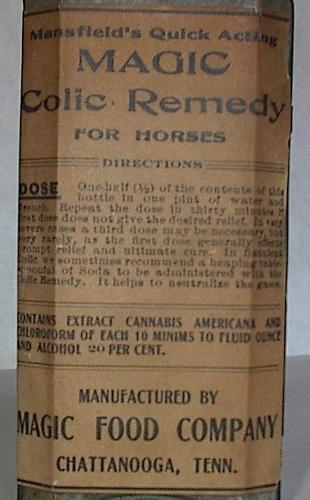 Mansfield's Quick Acting
MAGIC
Colic Remedy
FOR HORSES
DIRECTIONS
DOSE One-half (½) of the contents of this
bottle in one pint of water and
drench. Repeat the dose in thirty minutes if
first dose does not give the desired relief. In very
severe cases a third dose may be necessary, but
very rarely, as the first dose generally effects
prompt relief and ultimate cure. In flatulent
Colic we sometimes recommend a heaping table-
spoonful of Soda to be administered with the
Colic Remedy. It helps to neutralize the gases.
CONTAINS EXTRACT CANNABIS AMERICANA AND
CHLOROFORM OF EACH 10 MINIMS TO FLUID OUNCE
AND ALCOHOL 20 PER CENT.
MANUFACTURED BY
MAGIC FOOD COMPANY
CHATTANOOGA, TENN.